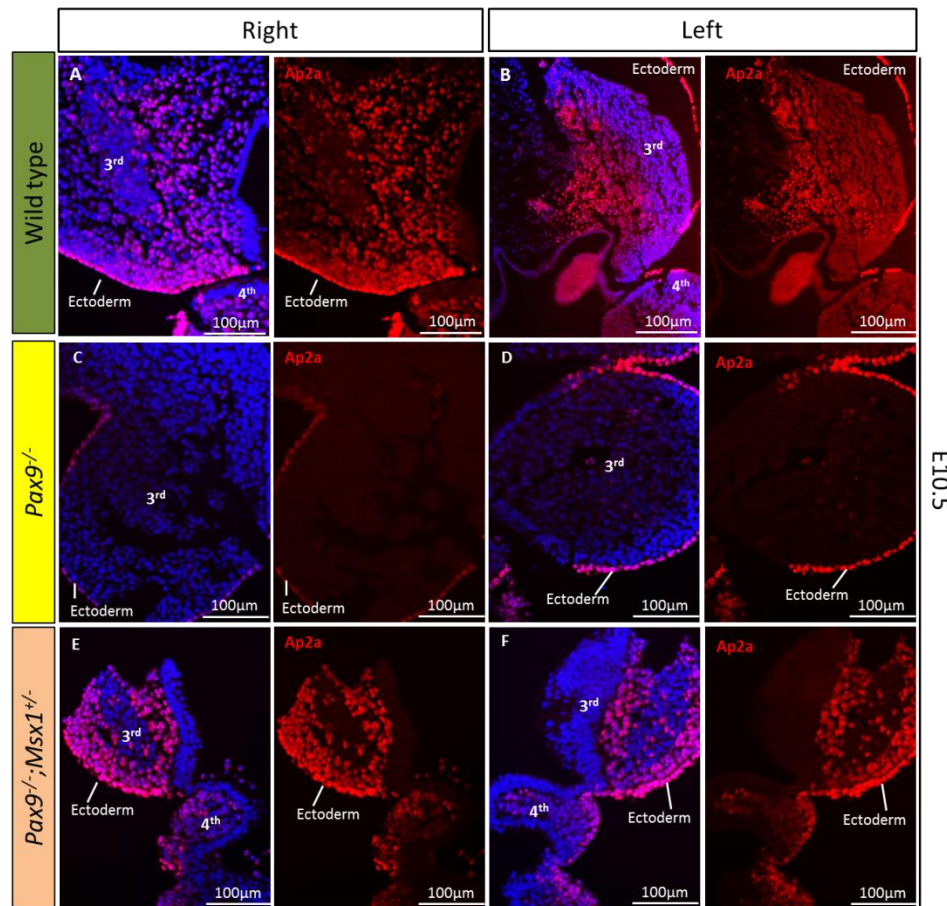 Right
Left
Wild type
A
3rd
Ectoderm
4th
100µm
Ap2a
100µm
B
Ectoderm
3rd
4th
100µm
Ap2a
Ectoderm
100µm
Pax9-/-
C
3rd
Ectoderm
100µm
Ap2a
Ectoderm
100µm
D
3rd
Ectoderm
100µm
Ap2a
Ectoderm
100µm
E10.5
Pax9-/-;Msx1+/-
E
3rd
Ectoderm
4th
100µm
Ap2a
100µm
F
3rd
4th
Ectoderm
100µm
Ap2a
Ectoderm
100µm